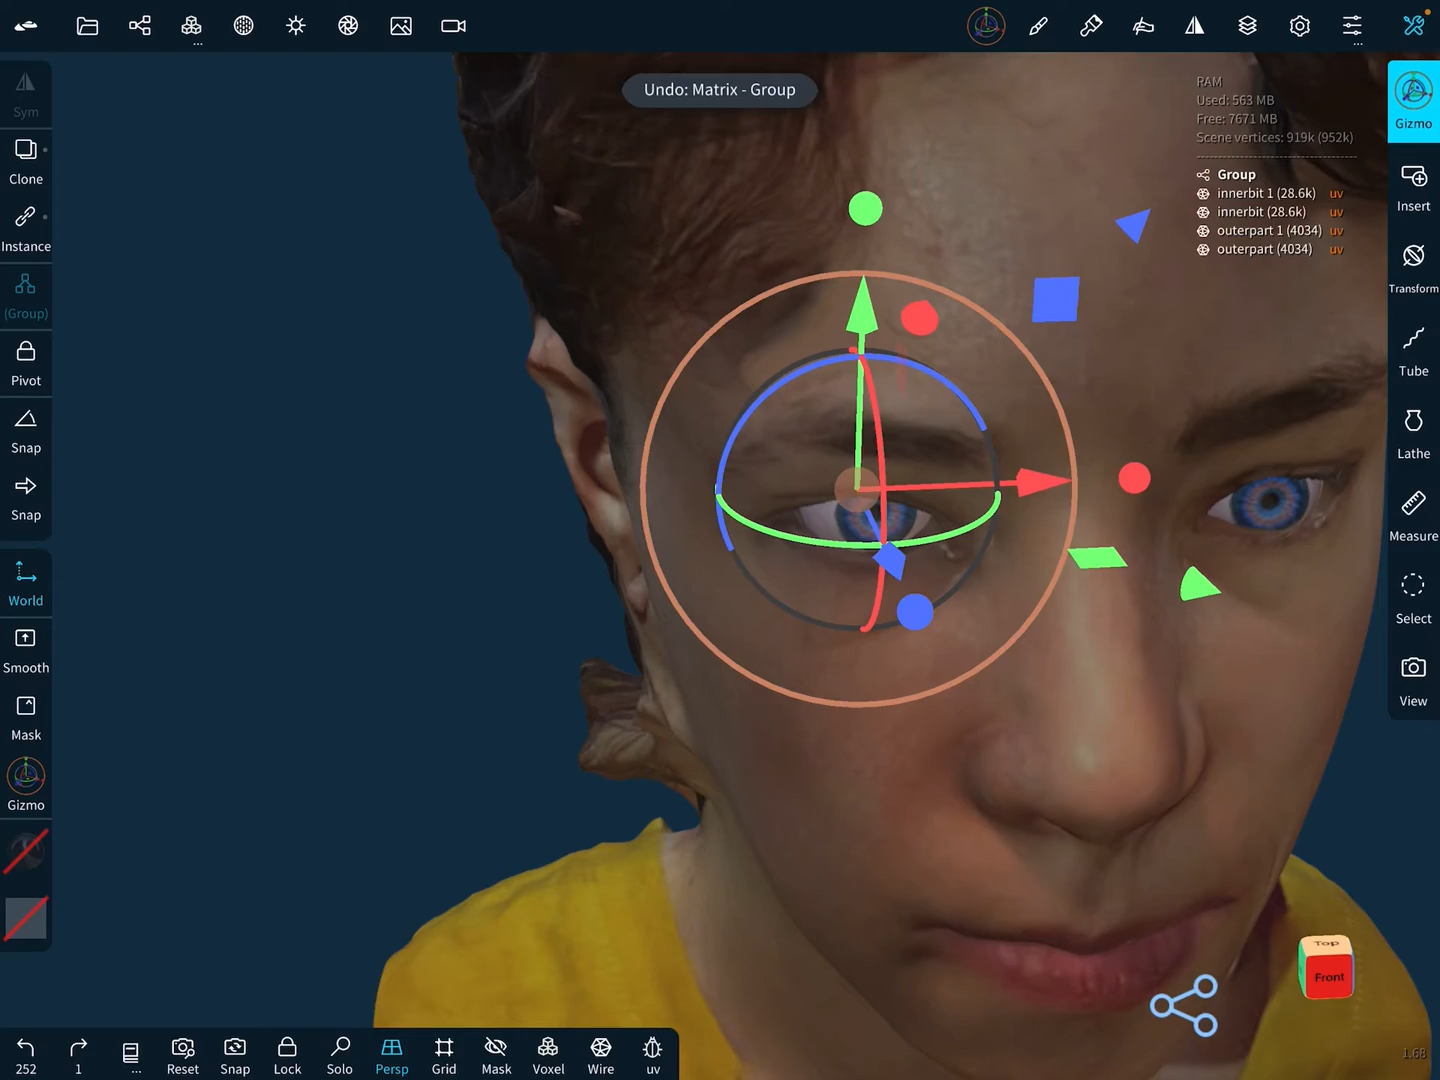 Undo: Matrix - Group
RAM
Used: 563 MB
Free: 7671 MB
Scene vertices: 919k (952k)
Group
innerbit 1 (28.6k) uv
innerbit (28.6k) uv
outerpart 1 (4034) uv
outerpart (4034) uv
Sym
Clone
Instance
(Group)
Pivot
Snap
Snap
World
Smooth
Mask
Gizmo
Gizmo
Insert
Transform
Tube
Lathe
Measure
Select
View
Top
Front
1.68
252
1
...
Reset
Snap
Lock
Solo
Persp
Grid
Mask
Voxel
Wire
uv